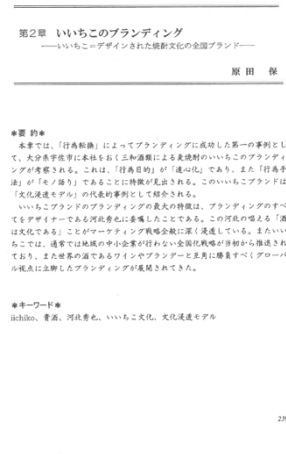 第2章 いいちこのブランディング
──いいちこ＝デザインされた焼酎文化の全国ブランド──
原田 保
＊要 約＊
本章では、「行為転換」によってブランディングに成功した第一の事例とし
て、大分県宇佐市に本社をおく三和酒類による麦焼酎のいいちこのブランディ
ングが考察される。これは、「行為目的」が「道心化」であり、また「行為手
法」が「モノ語り」であることに特徴が見出される。このいいちこブランドは
「文化浸透モデル」の代表的事例として紹介される。
いいちこブランドのブランディングの最大の特徴は、ブランディングのすべ
てをデザイナーである河北秀也に委嘱したことである。この河北の唱える「酒
は文化である」ことがマーケティング戦略全般に深く浸透している。またいい
ちこでは、通常では地域の中小企業が行わない全国化戦略が当初から推進され
ており、また世界の酒であるワインやブランデーと互角に勝負すべくグローバ
ル視点に立脚したブランディングが展開されてきた。
＊キーワード＊
iichiko、青酒、河北秀也、いいちこ文化、文化浸透モデル